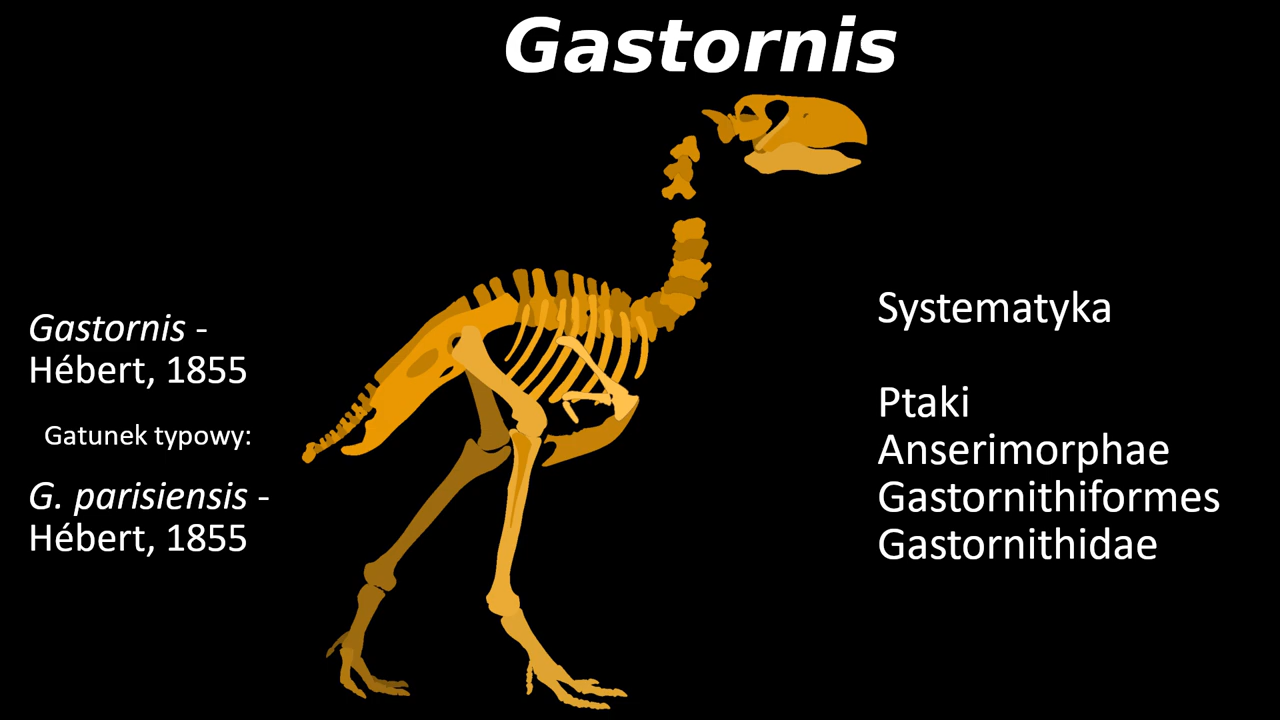 Gastornis
Gastornis -
Hébert, 1855
Gatunek typowy:
G. parisiensis -
Hébert, 1855
Systematyka
Ptaki
Anserimorphae
Gastornithiformes
Gastornithidae